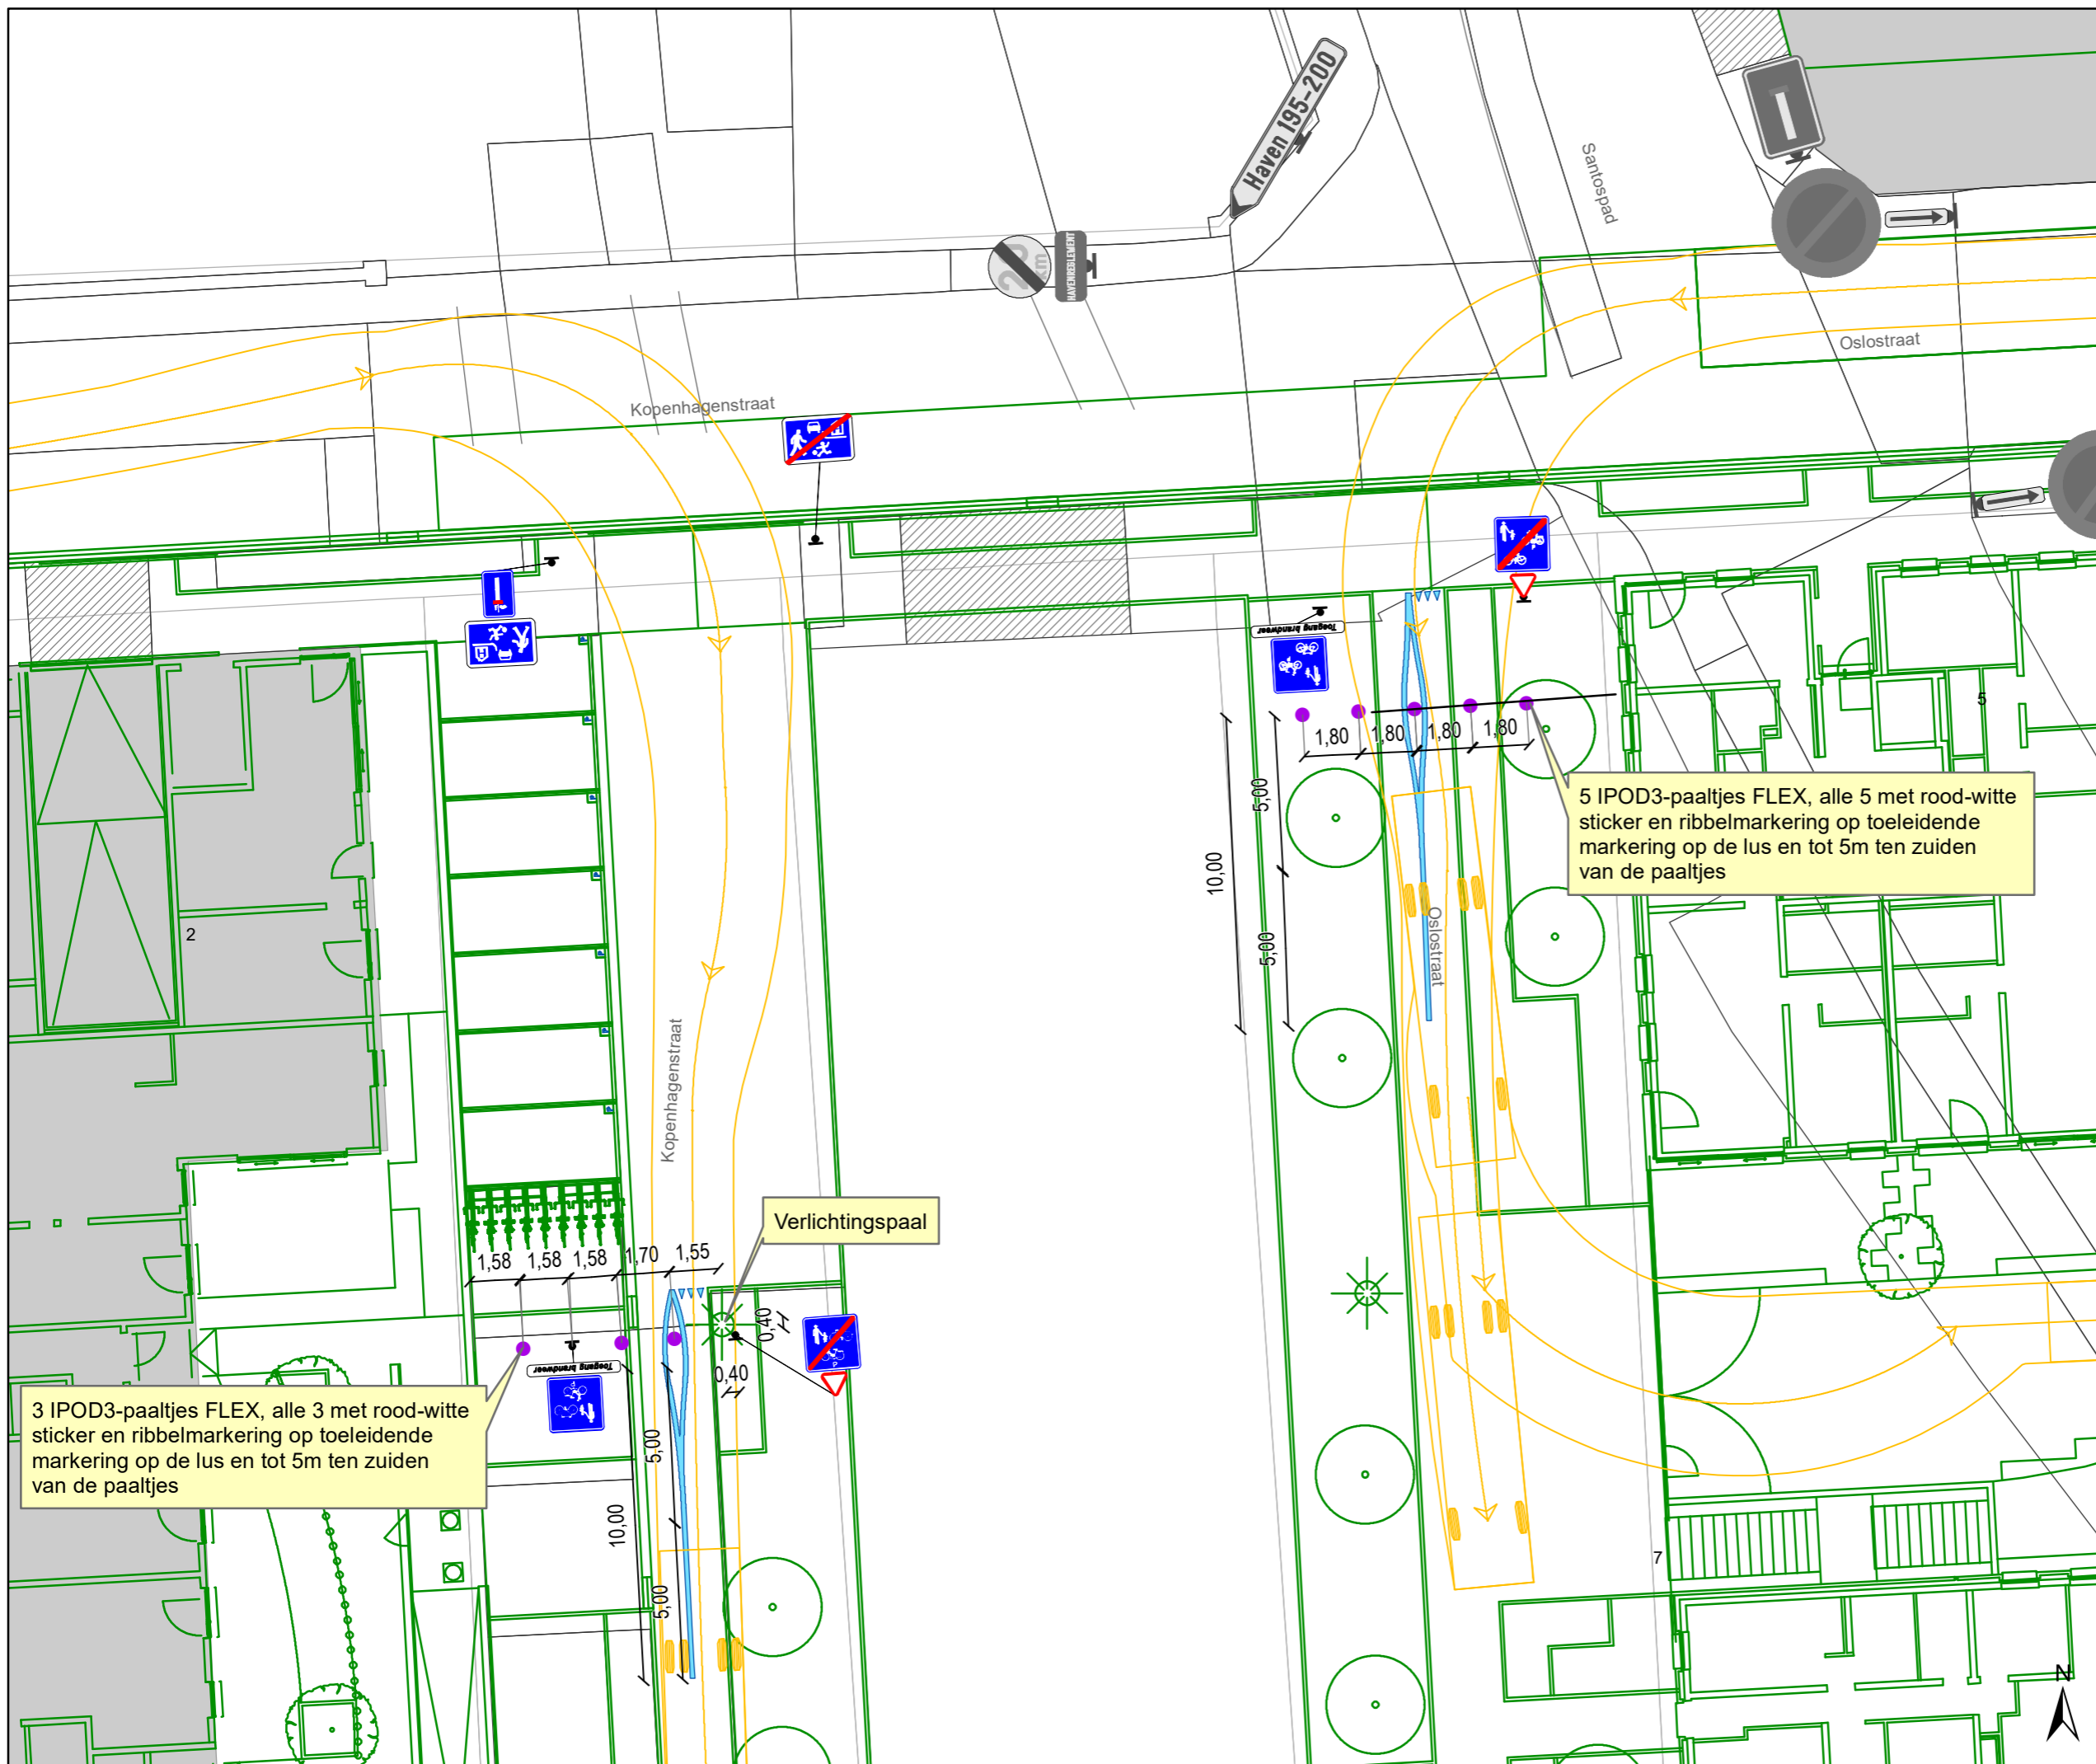 Haven 195-200
Santospad
20
km
HAVENREGLEMENT
Oslostraat
Kopenhagenstraat
Toegang brandweer
1,80
1,80
1,80
1,80
5,00
10,00
5,00
5 IPOD3-paaltjes FLEX, alle 5 met rood-witte
sticker en ribbelmarkering op toeleidende
markering op de lus en tot 5m ten zuiden
van de paaltjes
5
2
Oslostraat
Kopenhagenstraat
Verlichtingspaal
1,58
1,58
1,58
1,70
1,55
0,40
0,40
Toegang brandweer
3 IPOD3-paaltjes FLEX, alle 3 met rood-witte
sticker en ribbelmarkering op toeleidende
markering op de lus en tot 5m ten zuiden
van de paaltjes
5,00
10,00
5,00
7
N